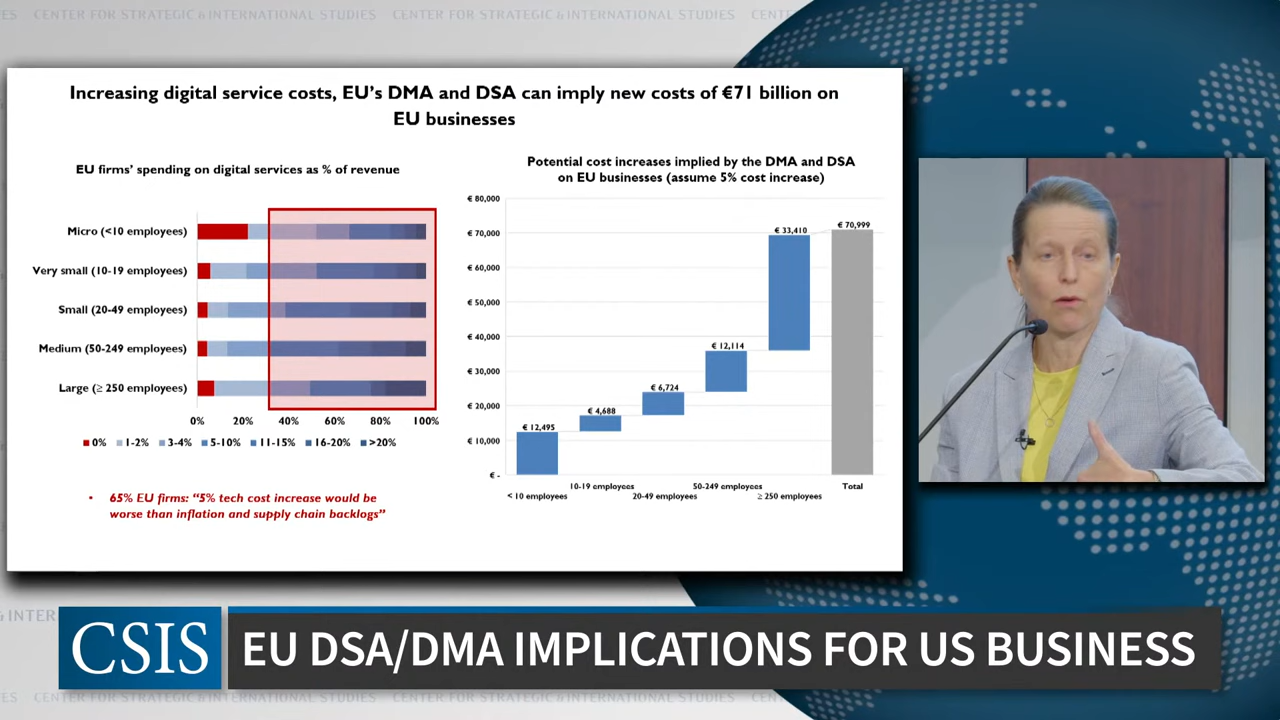 CENTER FOR STRATEGIC & INTERNATIONAL STUDIES
Increasing digital service costs, EU's DMA and DSA can imply new costs of €71 billion on
EU businesses
EU firms' spending on digital services as % of revenue
Micro (<10 employees)
Very small (10-19 employees)
Small (20-49 employees)
Medium (50-249 employees)
Large (≥ 250 employees)
0% 20% 40% 60% 80% 100%
0% 1-2% 3-4% 5-10% 11-15% 16-20% >20%
• 65% EU firms: "5% tech cost increase would be
worse than inflation and supply chain backlogs"
Potential cost increases implied by the DMA and DSA
on EU businesses (assume 5% cost increase)
€ 80,000
€ 70,000
€ 60,000
€ 50,000
€ 40,000
€ 30,000
€ 20,000
€ 10,000
€ -
€ 12,495
€ 4,688
€ 6,724
€ 12,114
€ 33,410
€ 70,999
< 10 employees
10-19 employees
20-49 employees
50-249 employees
≥ 250 employees
Total
CSIS
EU DSA/DMA IMPLICATIONS FOR US BUSINESS
CENTER FOR STRATEGIC & INTERNATIONAL STUDIES